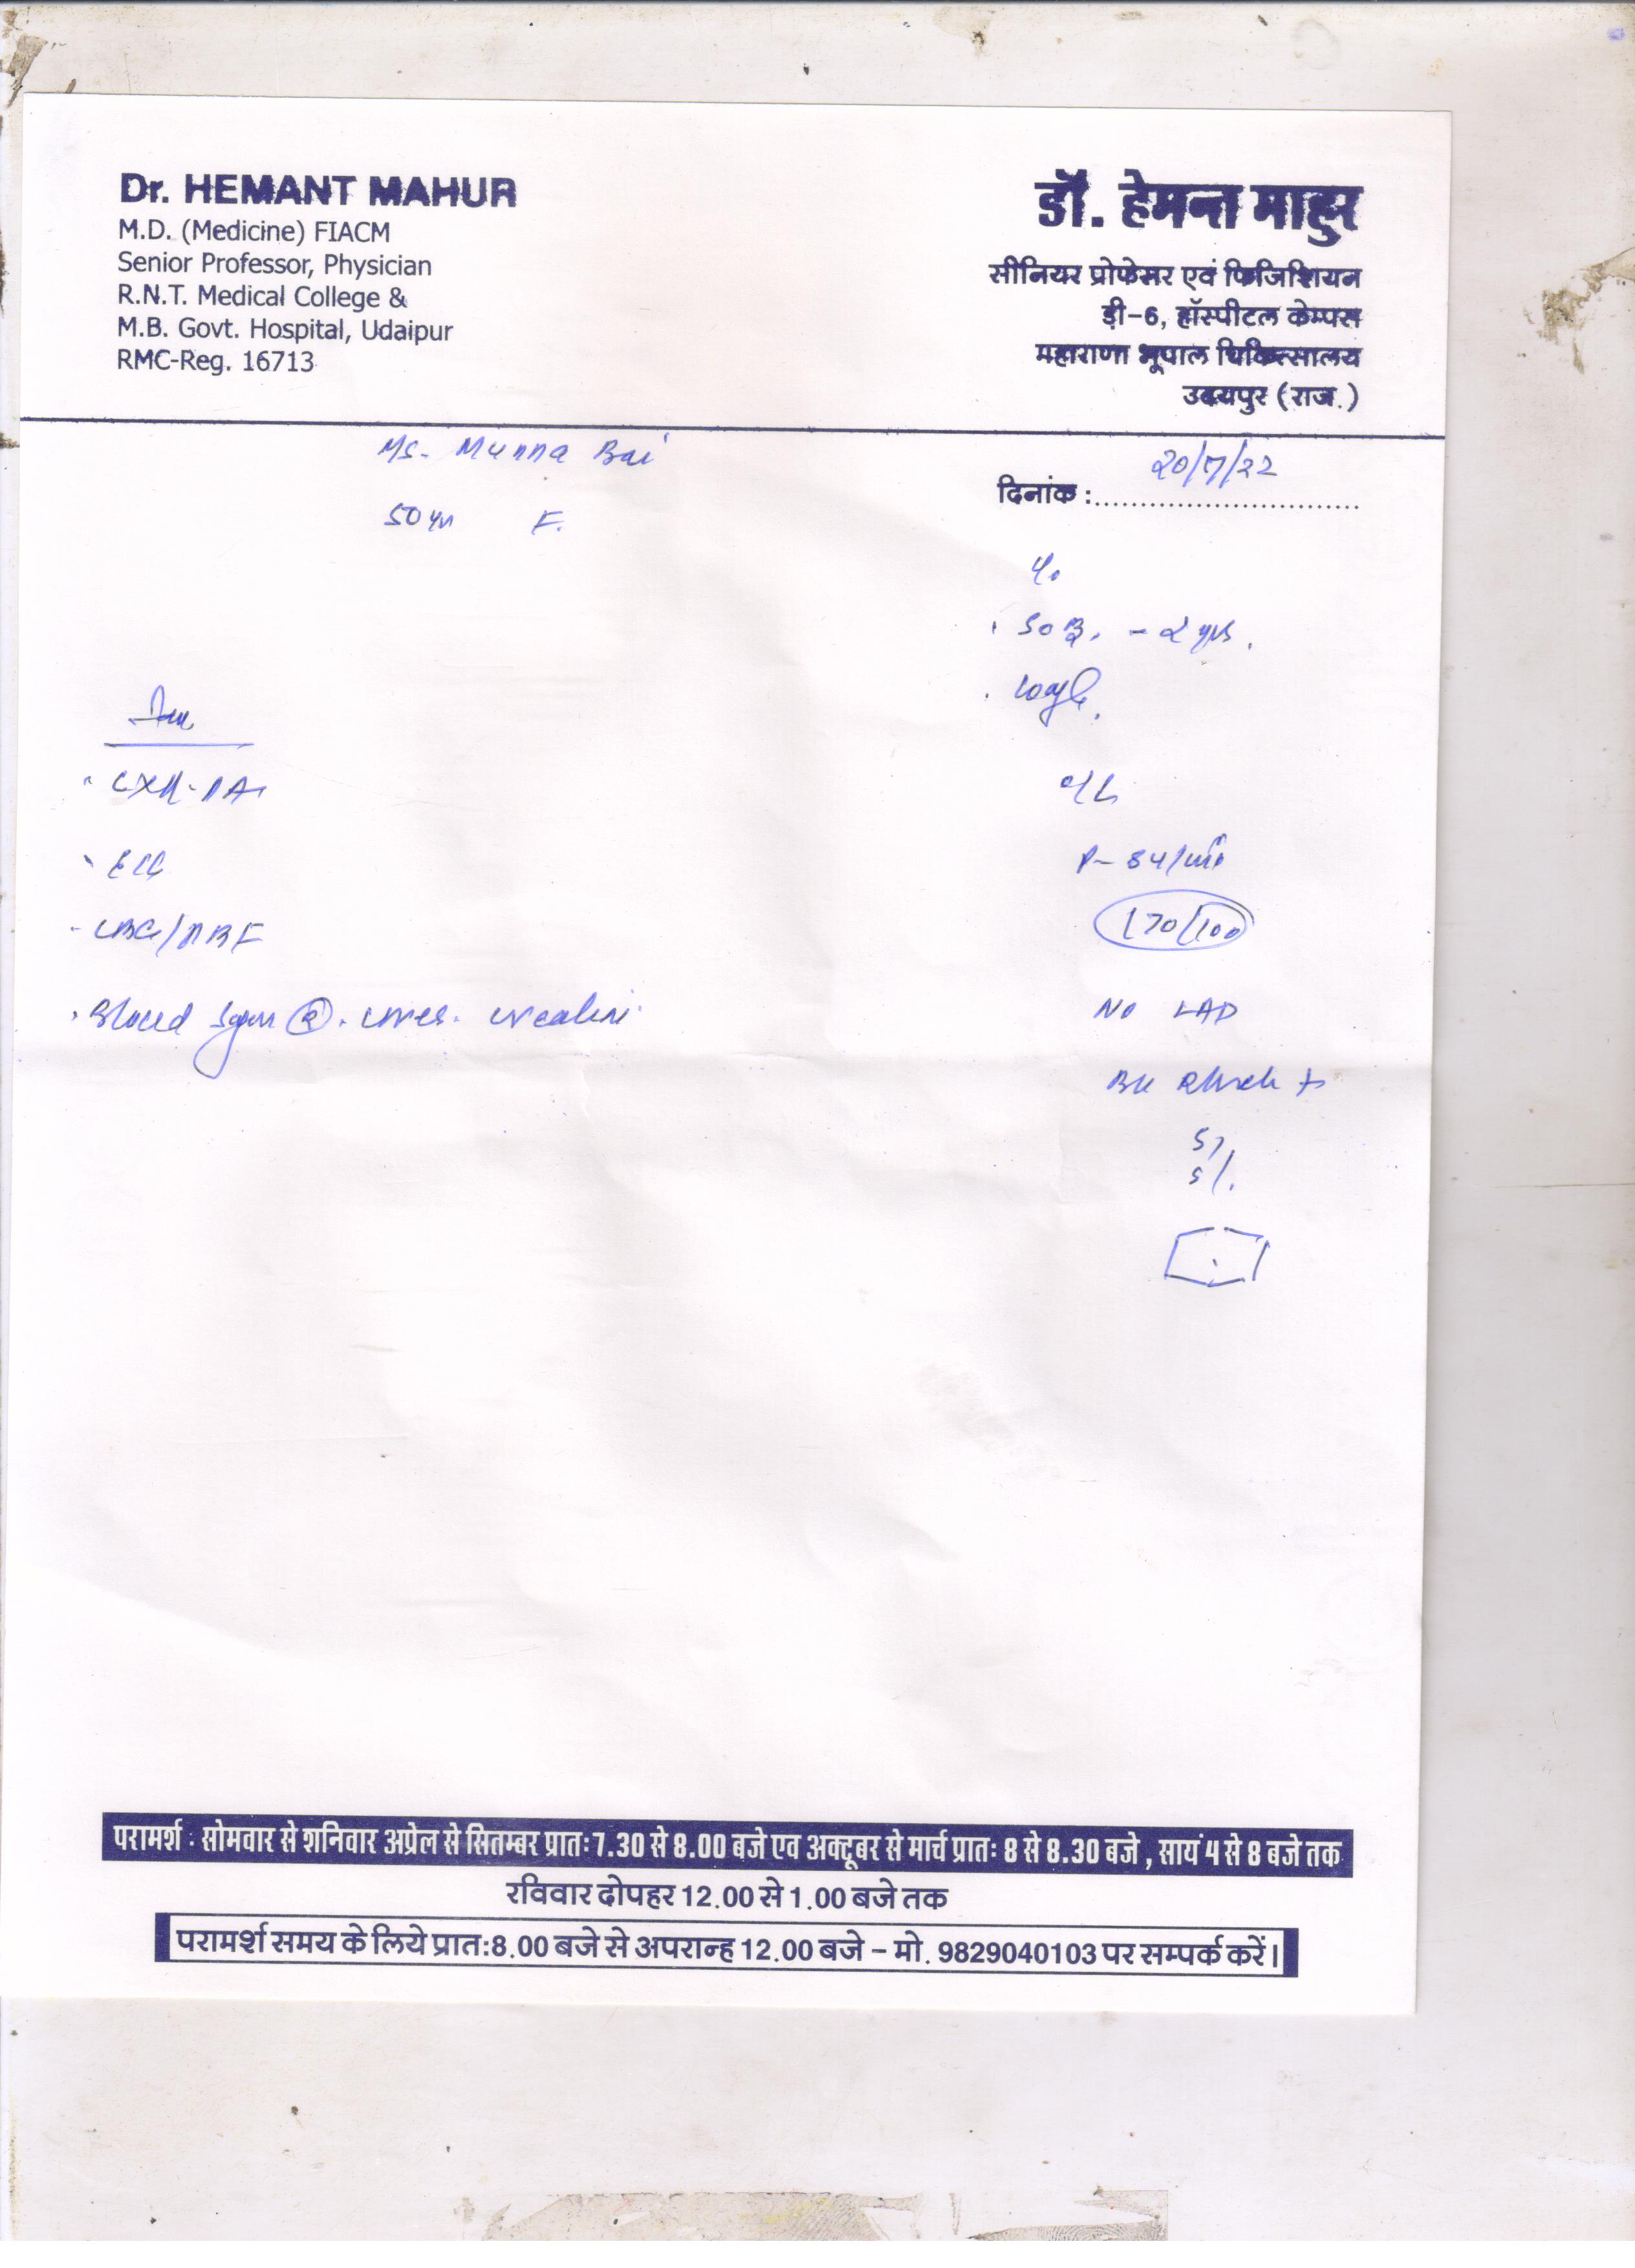 Dr. HEMANT MAHUR
M.D. (Medicine) FIACM
Senior Professor, Physician
R.N.T. Medical College &
M.B. Govt. Hospital, Udaipur
RMC-Reg. 16713
डॉ. हेमन्त माहुर
सीनियर प्रोफेसर एवं फिजिशियन
डी-6, हॉस्पीटल केम्पस
महाराणा भूपाल चिकित्सालय
उदयपुर (राज.)
Ms. Munna Bai
50 yr F.
दिनांक :............................ 20/7/22
SOB. - 2 yrs.
Cough.
CXR-PA
ECG
CBC/PBF
Blood Sugar (R). Urea. Creatinine
O/E
P- 84/min
170/100
NO LAD
परामर्श : सोमवार से शनिवार अप्रेल से सितम्बर प्रातः7.30 से 8.00 बजे एव अक्टूबर से मार्च प्रातः 8 से 8.30 बजे , सायं 4 से 8 बजे तक
रविवार दोपहर 12.00 से 1.00 बजे तक
परामर्श समय के लिये प्रातः8.00 बजे से अपरान्ह 12.00 बजे – मो. 9829040103 पर सम्पर्क करें।